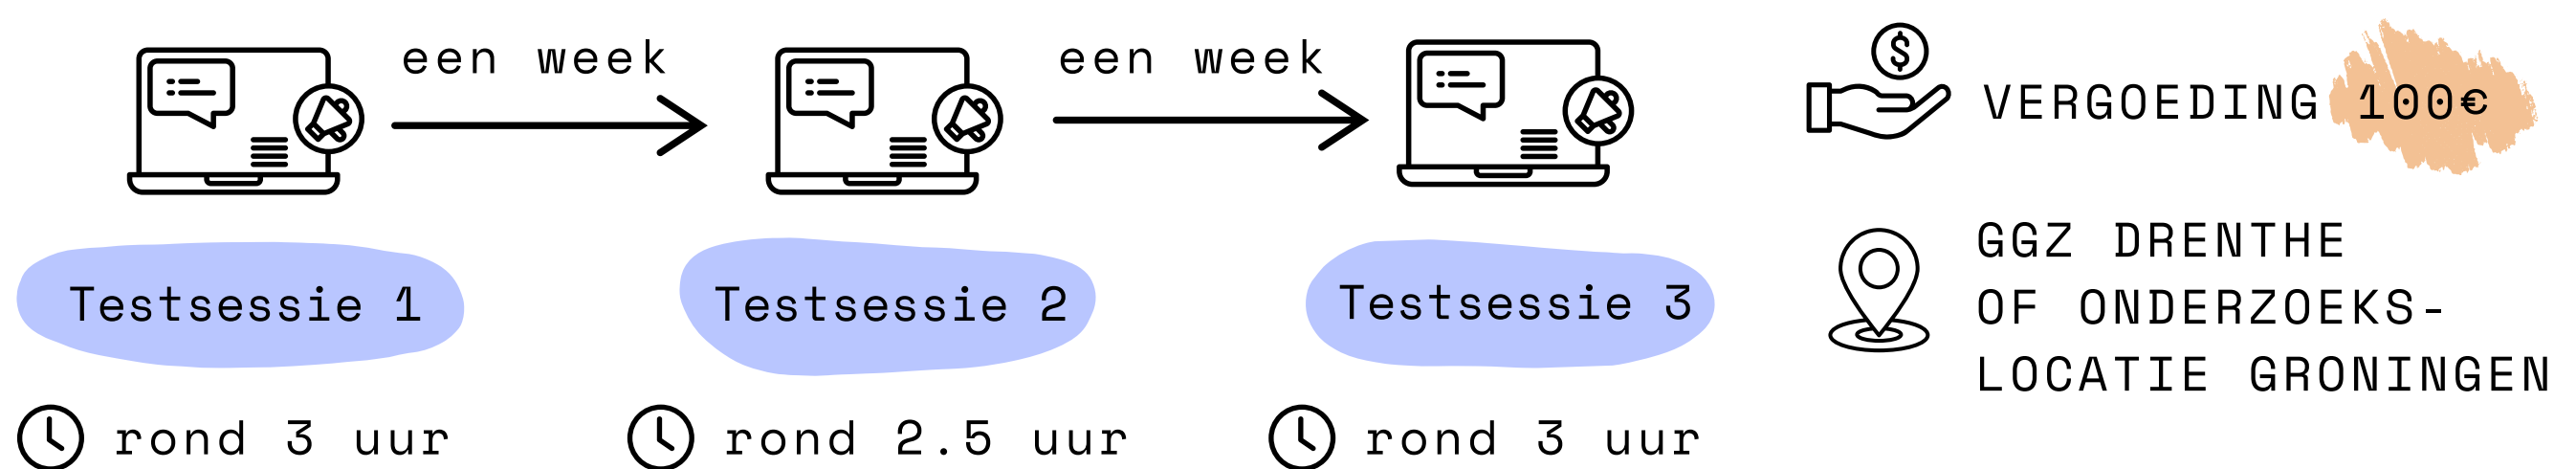 een week
een week
Testsessie 1
Testsessie 2
Testsessie 3
rond 3 uur
rond 2.5 uur
rond 3 uur
$
VERGOEDING 100€
GGZ DRENTHE
OF ONDERZOEKS-
LOCATIE GRONINGEN